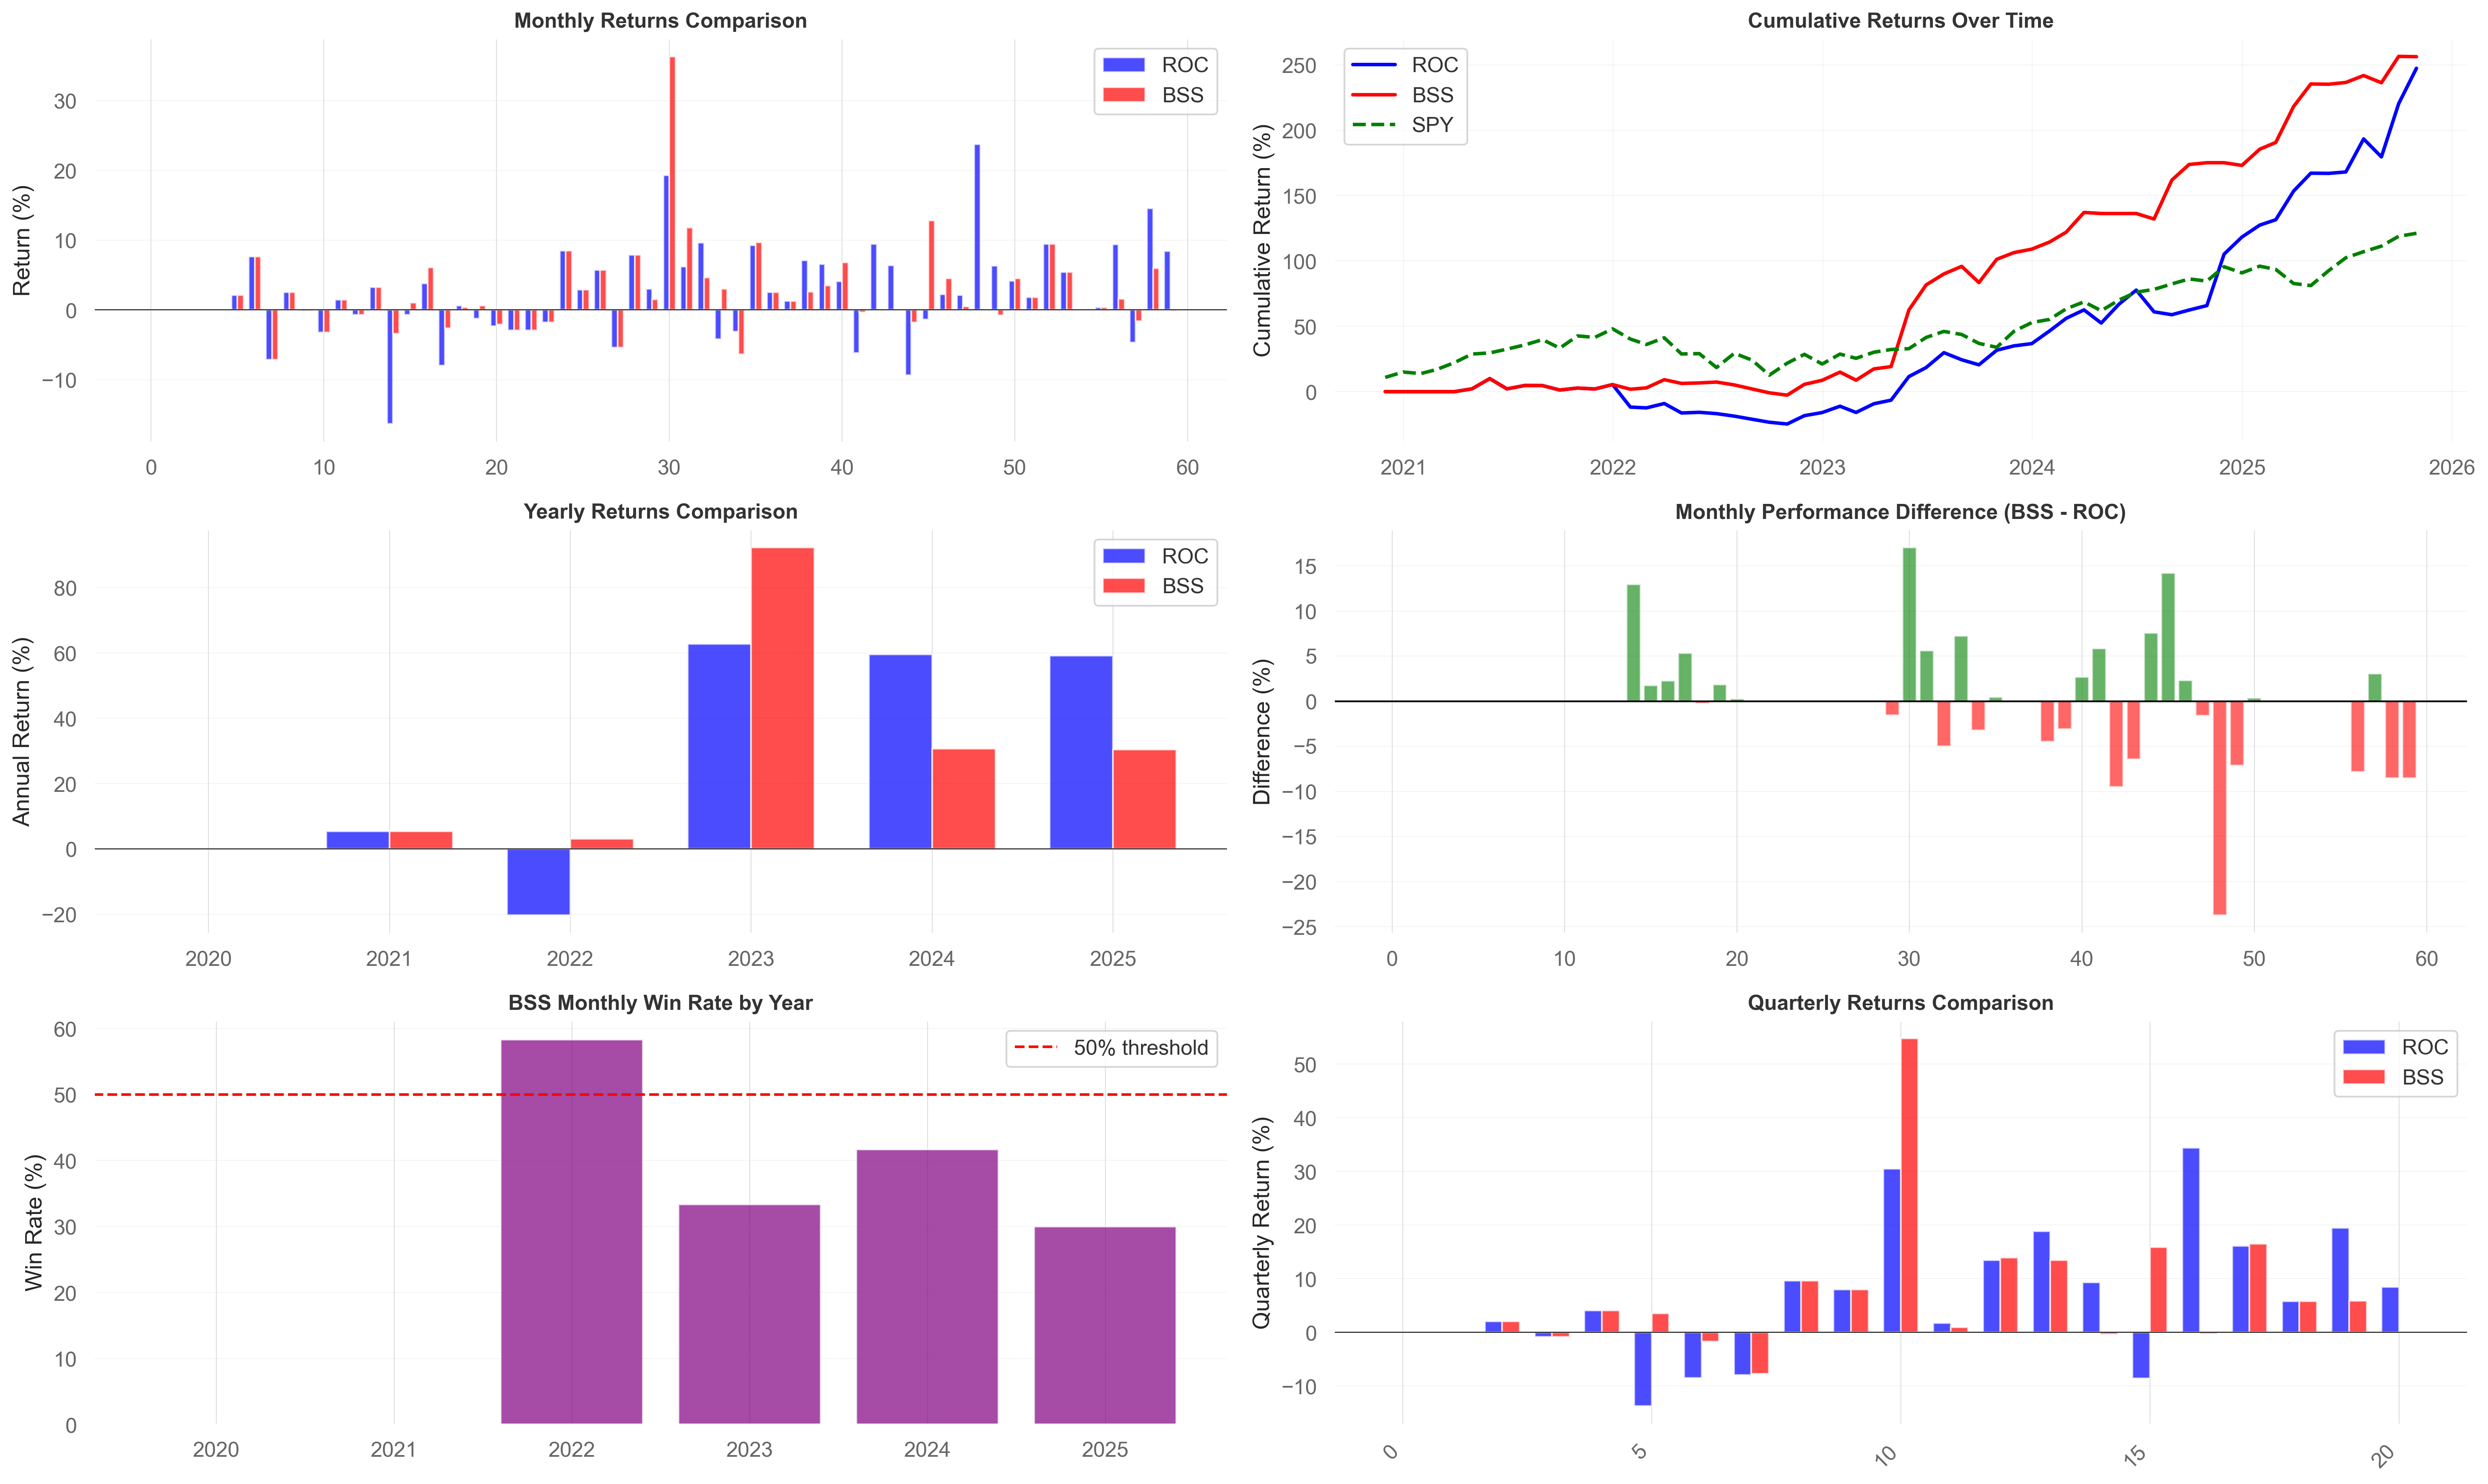 Monthly Returns Comparison
Return (%)
30
20
10
0
−10
0 10 20 30 40 50 60
ROC
BSS
Cumulative Returns Over Time
Cumulative Return (%)
250
200
150
100
50
0
2021 2022 2023 2024 2025 2026
ROC
BSS
SPY
Yearly Returns Comparison
Annual Return (%)
80
60
40
20
0
−20
2020 2021 2022 2023 2024 2025
ROC
BSS
Monthly Performance Difference (BSS - ROC)
Difference (%)
15
10
5
0
−5
−10
−15
−20
−25
0 10 20 30 40 50 60
BSS Monthly Win Rate by Year
Win Rate (%)
60
50
40
30
20
10
0
2020 2021 2022 2023 2024 2025
50% threshold
Quarterly Returns Comparison
Quarterly Return (%)
50
40
30
20
10
0
−10
0 5 10 15 20
ROC
BSS